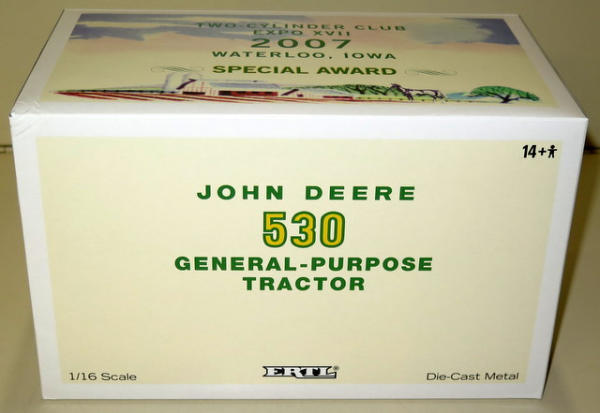 TWO-CYLINDER CLUB
EXPO XVII
2007
WATERLOO, IOWA
SPECIAL AWARD
14+
JOHN DEERE
530
GENERAL-PURPOSE
TRACTOR
1/16 Scale
ERTL®
Die-Cast Metal